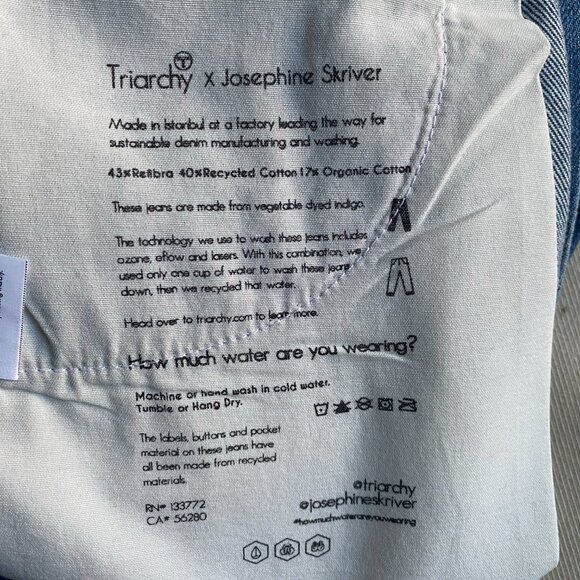 Triarchy x Josephine Skriver
Made in Istanbul at a factory leading the way for
sustainable denim manufacturing and washing.
43%Refibra 40%Recycled Cotton 17% Organic Cotton
These jeans are made from vegetable dyed indigo.
The technology we use to wash these jeans includes
ozone, eflow and lasers. With this combination, we
used only one cup of water to wash these jeans
down, then we recycled that water.
Head over to triarchy.com to learn more.
How much water are you wearing?
Machine or hand wash in cold water.
Tumble or Hang Dry.
The labels, buttons and pocket
material on these jeans have
all been made from recycled
materials.
RN# 133772
CA# 56280
@triarchy
@josephineskriver
#howmuchwaterareyouwearing